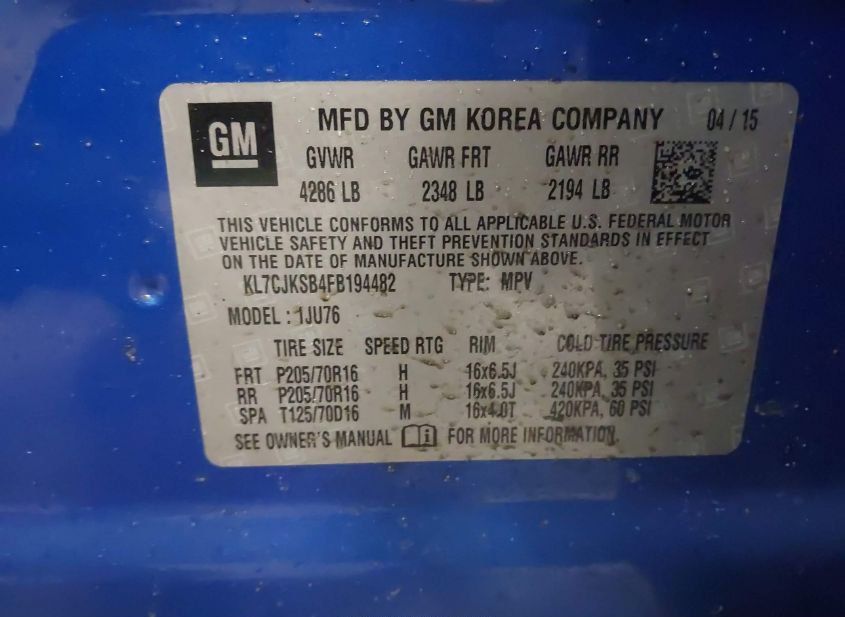 GM MFD BY GM KOREA COMPANY 04 / 15
GVWR GAWR FRT GAWR RR
4286 LB 2348 LB 2194 LB
THIS VEHICLE CONFORMS TO ALL APPLICABLE U.S. FEDERAL MOTOR
VEHICLE SAFETY AND THEFT PREVENTION STANDARDS IN EFFECT
ON THE DATE OF MANUFACTURE SHOWN ABOVE.
KL7CJKSB4FB194482 TYPE: MPV
MODEL : 1JU76
TIRE SIZE SPEED RTG RIM COLD TIRE PRESSURE
FRT P205/70R16 H 16x6.5J 240KPA, 35 PSI
RR P205/70R16 H 16x6.5J 240KPA, 35 PSI
SPA T125/70D16 M 16x4.0T 420KPA, 60 PSI
SEE OWNER'S MANUAL FOR MORE INFORMATION.